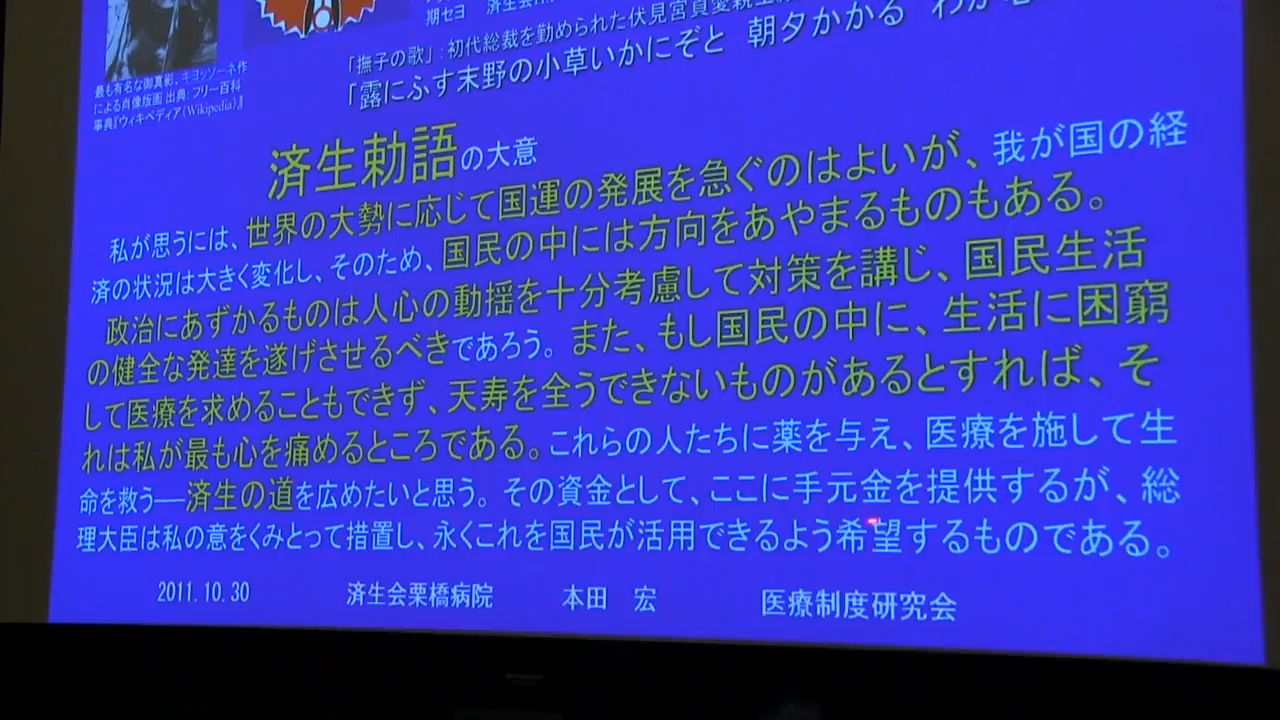 期セヨ 済生会
最も有名な御真影、キヨッソーネ作
による肖像版画 出典：フリー百科
事典『ウィキペディア(Wikipedia)』
「撫子の歌」：初代総裁を勤められた伏見宮貞愛親王
「露にふす末野の小草いかにぞと 朝夕かかる わが
済生勅語の大意
私が思うには、世界の大勢に応じて国運の発展を急ぐのはよいが、我が国の経
済の状況は大きく変化し、そのため、国民の中には方向をあやまるものもある。
政治にあずかるものは人心の動揺を十分考慮して対策を講じ、国民生活
の健全な発達を遂げさせるべきであろう。また、もし国民の中に、生活に困窮
して医療を求めることもできず、天寿を全うできないものがあるとすれば、そ
れは私が最も心を痛めるところである。これらの人たちに薬を与え、医療を施して生
命を救う―済生の道を広めたいと思う。その資金として、ここに手元金を提供するが、総
理大臣は私の意をくみとって措置し、永くこれを国民が活用できるよう希望するものである。
2011.10.30 済生会栗橋病院 本田 宏 医療制度研究会